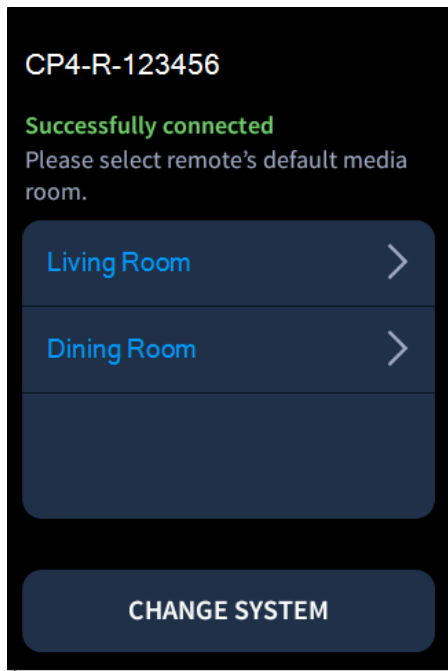 CP4-R-123456
Successfully connected
Please select remote's default media
room.
Living Room
Dining Room
CHANGE SYSTEM